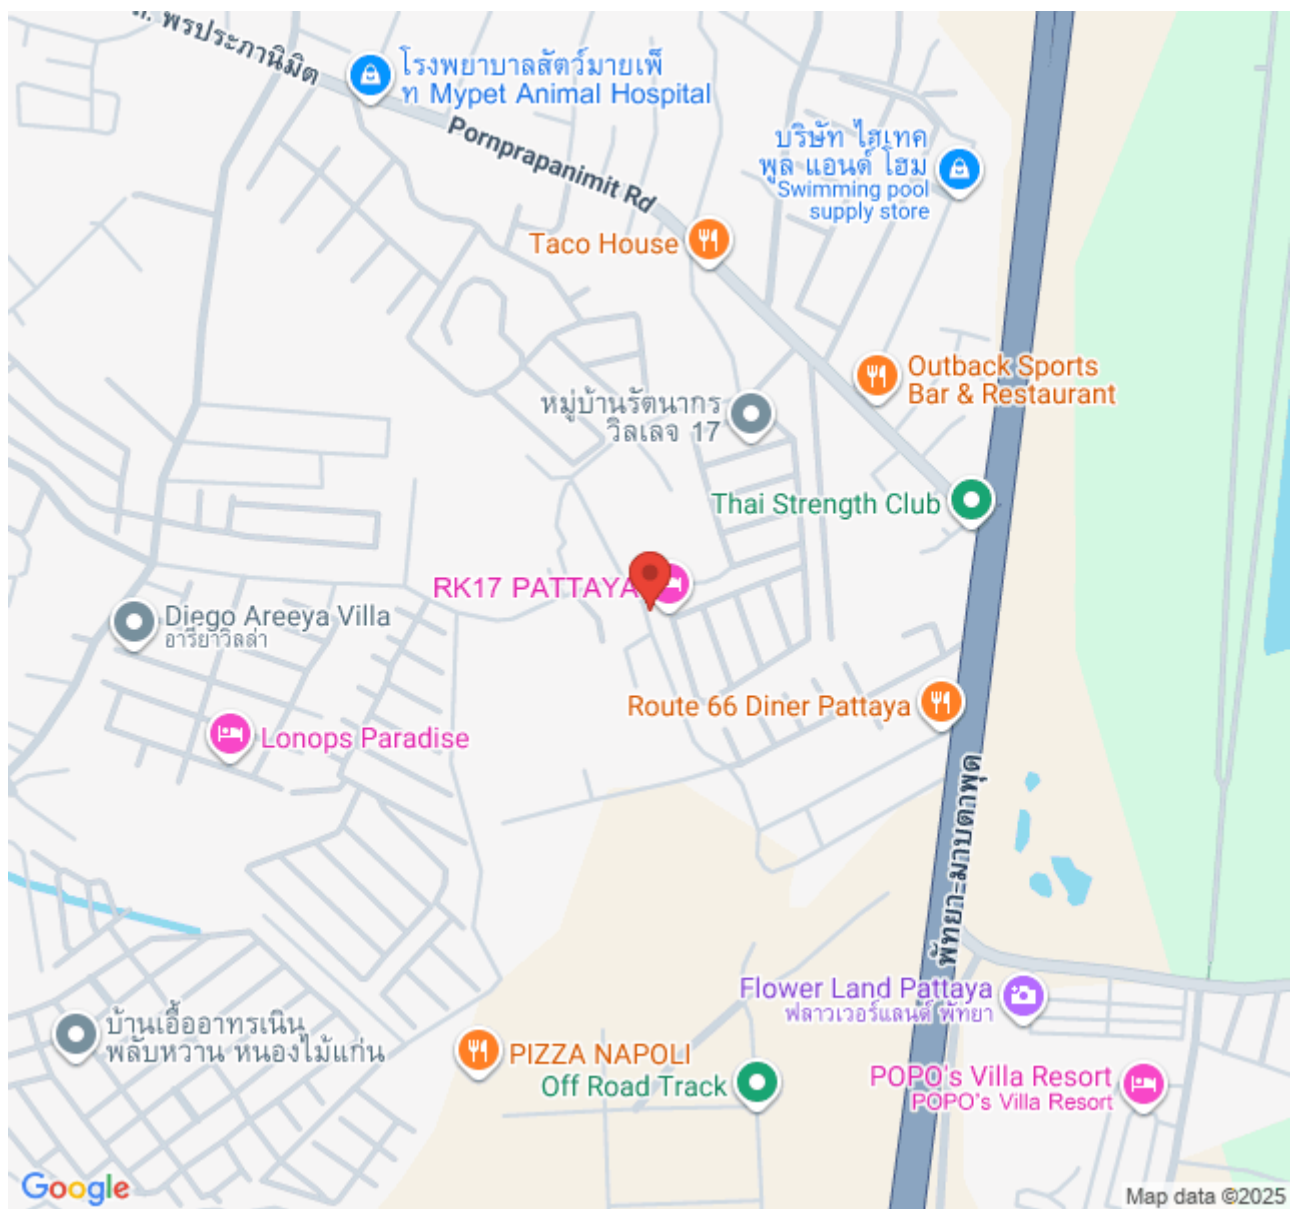 ถ. พรประภานิมิต
โรงพยาบาลสัตว์มายเพ็
ท Mypet Animal Hospital
Pornprapanimit Rd
บริษัท ไฮเทค
พูล แอนด์ โฮม
Swimming pool
supply store
Taco House
Outback Sports
Bar & Restaurant
หมู่บ้านรัตนากร
วิลเลจ 17
Thai Strength Club
RK17 PATTAYA
Diego Areeya Villa
อารียาวิลล่า
Route 66 Diner Pattaya
Lonops Paradise
พัทยา-มาบตาพุด
Flower Land Pattaya
ฟลาวเวอร์แลนด์ พัทยา
บ้านเอื้ออาทรเนิน
พลับหวาน หนองไม้แก่น
PIZZA NAPOLI
Off Road Track
POPO's Villa Resort
POPO's Villa Resort
Google
Map data ©2025